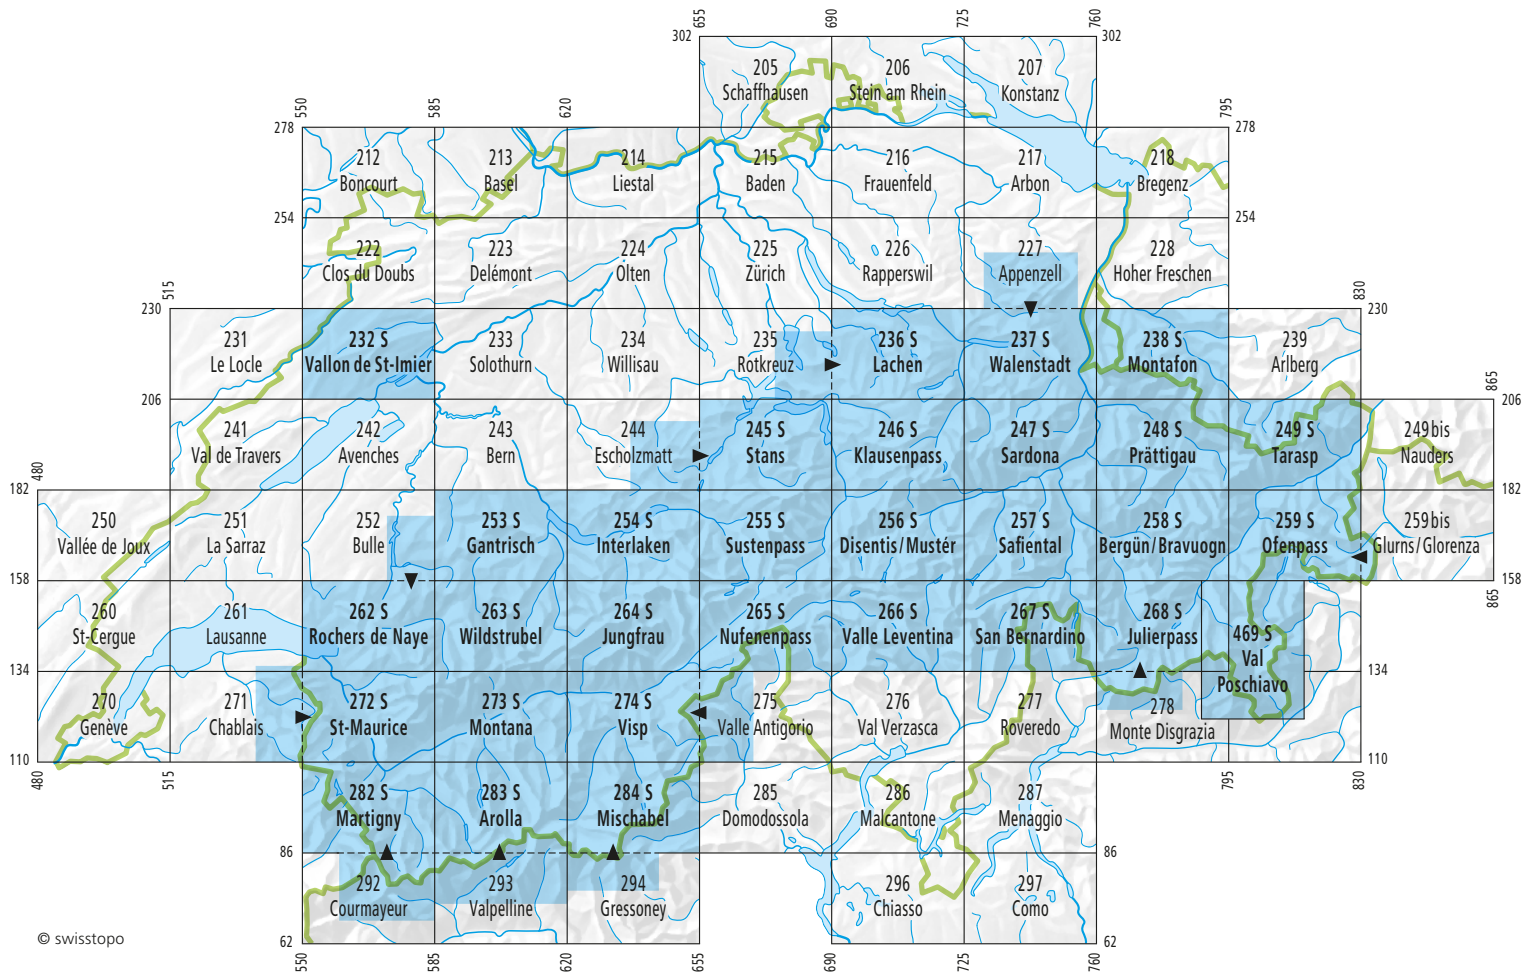 655
690
725
760
302
302
205
Schaffhausen
206
Stein am Rhein
207
Konstanz
550
585
620
795
278
278
212
Boncourt
213
Basel
214
Liestal
215
Baden
216
Frauenfeld
217
Arbon
218
Bregenz
254
254
222
Clos du Doubs
223
Delémont
224
Olten
225
Zürich
226
Rapperswil
227
Appenzell
228
Hoher Freschen
515
830
230
230
231
Le Locle
232 S
Vallon de St-Imier
233
Solothurn
234
Willisau
235
Rotkreuz
236 S
Lachen
237 S
Walenstadt
238 S
Montafon
239
Arlberg
865
206
206
241
Val de Travers
242
Avenches
243
Bern
244
Escholzmatt
245 S
Stans
246 S
Klausenpass
247 S
Sardona
248 S
Prättigau
249 S
Tarasp
249bis
Nauders
480
182
182
250
Vallée de Joux
251
La Sarraz
252
Bulle
253 S
Gantrisch
254 S
Interlaken
255 S
Sustenpass
256 S
Disentis/Mustér
257 S
Safiental
258 S
Bergün/Bravuogn
259 S
Ofenpass
259bis
Glurns/Glorenza
158
158
865
260
St-Cergue
261
Lausanne
262 S
Rochers de Naye
263 S
Wildstrubel
264 S
Jungfrau
265 S
Nufenenpass
266 S
Valle Leventina
267 S
San Bernardino
268 S
Julierpass
469 S
Val
Poschiavo
134
134
270
Genève
271
Chablais
272 S
St-Maurice
273 S
Montana
274 S
Visp
275
Valle Antigorio
276
Val Verzasca
277
Roveredo
278
Monte Disgrazia
110
110
480
515
795
830
282 S
Martigny
283 S
Arolla
284 S
Mischabel
285
Domodossola
286
Malcantone
287
Menaggio
86
86
292
Courmayeur
293
Valpelline
294
Gressoney
296
Chiasso
297
Como
© swisstopo
62
62
550
585
620
655
690
725
760